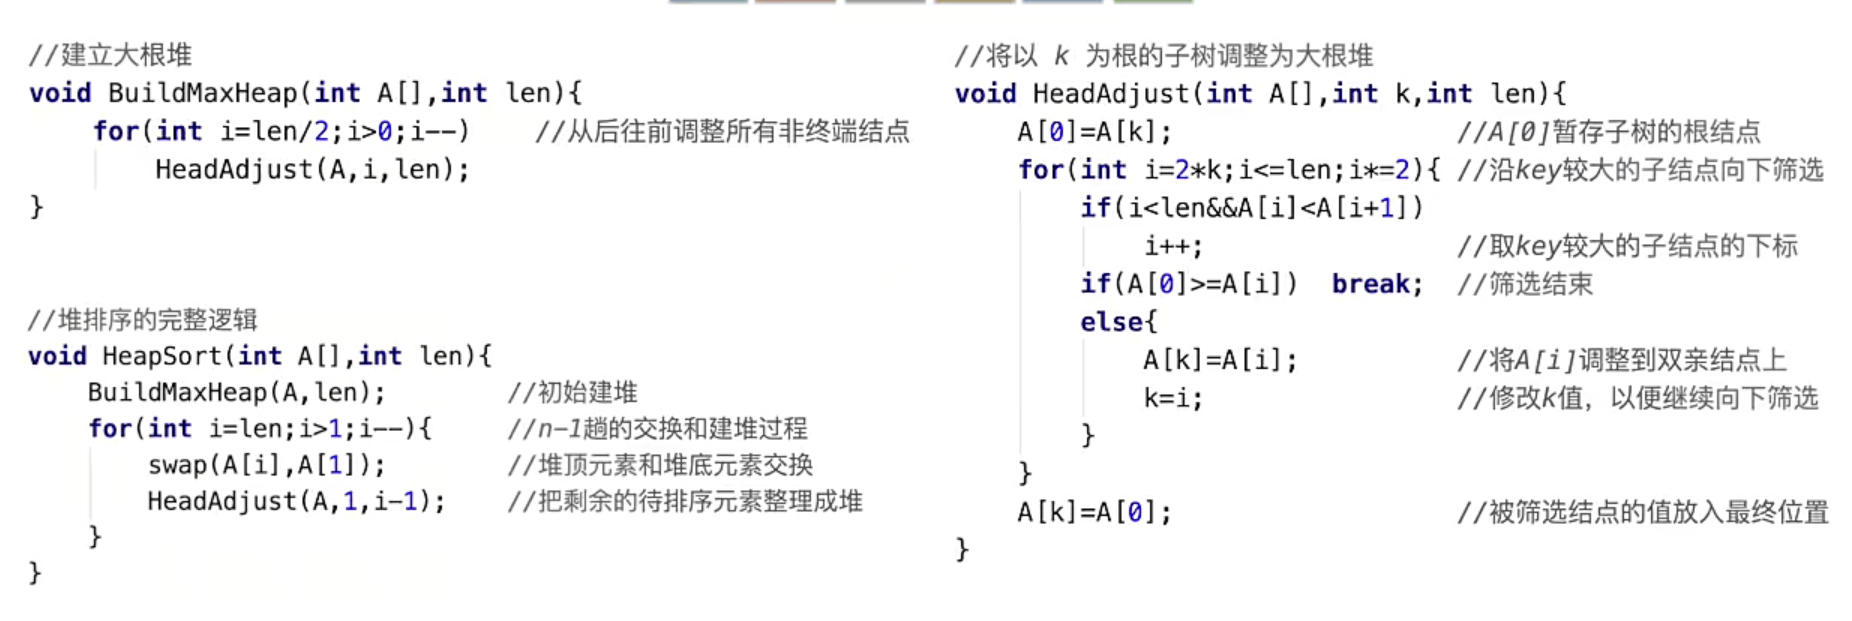 //建立大根堆
void BuildMaxHeap(int A[],int len){
    for(int i=len/2;i>0;i--)    //从后往前调整所有非终端结点
        HeadAdjust(A,i,len);
}
//堆排序的完整逻辑
void HeapSort(int A[],int len){
    BuildMaxHeap(A,len);        //初始建堆
    for(int i=len;i>1;i--){     //n-1趟的交换和建堆过程
        swap(A[i],A[1]);        //堆顶元素和堆底元素交换
        HeadAdjust(A,1,i-1);    //把剩余的待排序元素整理成堆
    }
}
//将以 k 为根的子树调整为大根堆
void HeadAdjust(int A[],int k,int len){
    A[0]=A[k];                  //A[0]暂存子树的根结点
    for(int i=2*k;i<=len;i*=2){ //沿key较大的子结点向下筛选
        if(i<len&&A[i]<A[i+1])
            i++;                //取key较大的子结点的下标
        if(A[0]>=A[i])  break;  //筛选结束
        else{
            A[k]=A[i];          //将A[i]调整到双亲结点上
            k=i;                //修改k值，以便继续向下筛选
        }
    }
    A[k]=A[0];                  //被筛选结点的值放入最终位置
}